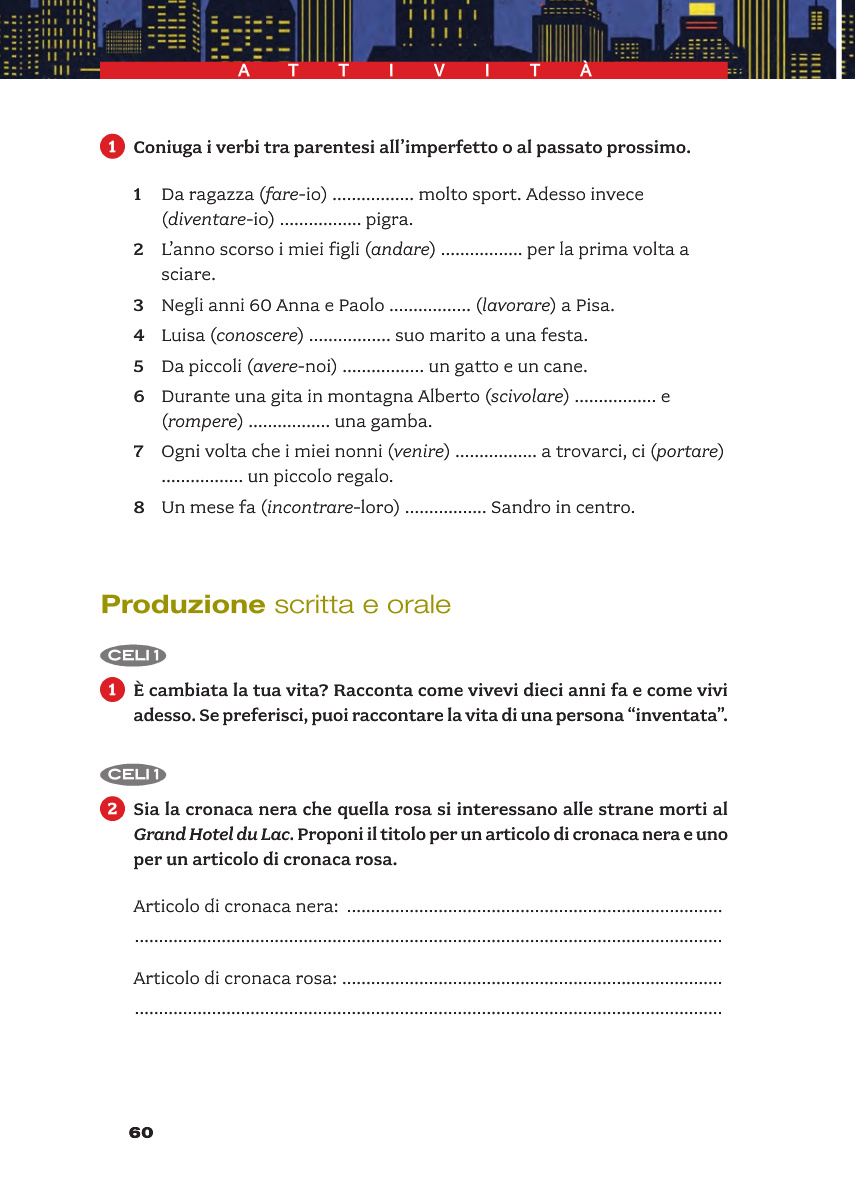 ATTIVITÀ
1 Coniuga i verbi tra parentesi all’imperfetto o al passato prossimo.
1 Da ragazza (fare-io) ................. molto sport. Adesso invece
(diventare-io) ................. pigra.
2 L’anno scorso i miei figli (andare) ................. per la prima volta a
sciare.
3 Negli anni 60 Anna e Paolo ................. (lavorare) a Pisa.
4 Luisa (conoscere) ................. suo marito a una festa.
5 Da piccoli (avere-noi) ................. un gatto e un cane.
6 Durante una gita in montagna Alberto (scivolare) ................. e
(rompere) ................. una gamba.
7 Ogni volta che i miei nonni (venire) ................. a trovarci, ci (portare)
................. un piccolo regalo.
8 Un mese fa (incontrare-loro) ................. Sandro in centro.
Produzione scritta e orale
CELI 1
1 È cambiata la tua vita? Racconta come vivevi dieci anni fa e come vivi
adesso. Se preferisci, puoi raccontare la vita di una persona “inventata”.
CELI 1
2 Sia la cronaca nera che quella rosa si interessano alle strane morti al
Grand Hotel du Lac. Proponi il titolo per un articolo di cronaca nera e uno
per un articolo di cronaca rosa.
Articolo di cronaca nera: ..............................................................................
..........................................................................................................................
Articolo di cronaca rosa: ...............................................................................
..........................................................................................................................
60